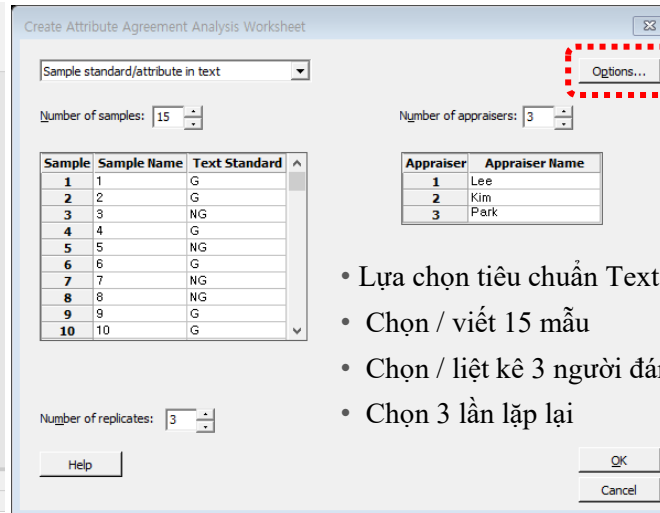 Create Attribute Agreement Analysis Worksheet
Sample standard/attribute in text
Options...
Number of samples: 15
Number of appraisers: 3
Sample Sample Name Text Standard
1 1 G
2 2 G
3 3 NG
4 4 G
5 5 NG
6 6 G
7 7 NG
8 8 NG
9 9 G
10 10 G
Appraiser Appraiser Name
1 Lee
2 Kim
3 Park
• Lựa chọn tiêu chuẩn Text
• Chọn / viết 15 mẫu
• Chọn / liệt kê 3 người
• Chọn 3 lần lặp lại
Number of replicates: 3
Help
OK
Cancel